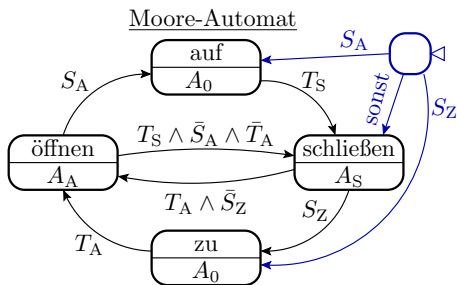 Moore-Automat
auf
A₀
S_A
S_A
T_S
sonst
S_Z
öffnen
A_A
T_S ∧ S̄_A ∧ T̄_A
schließen
A_S
T_A ∧ S̄_Z
T_A
S_Z
zu
A₀